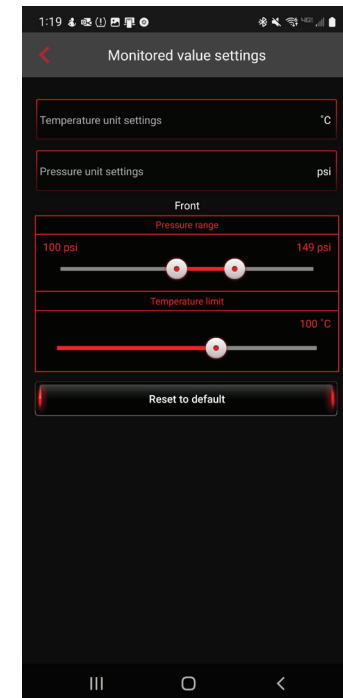 1:19
Monitored value settings
Temperature unit settings °C
Pressure unit settings psi
Front
Pressure range
100 psi 149 psi
Temperature limit
100 °C
Reset to default